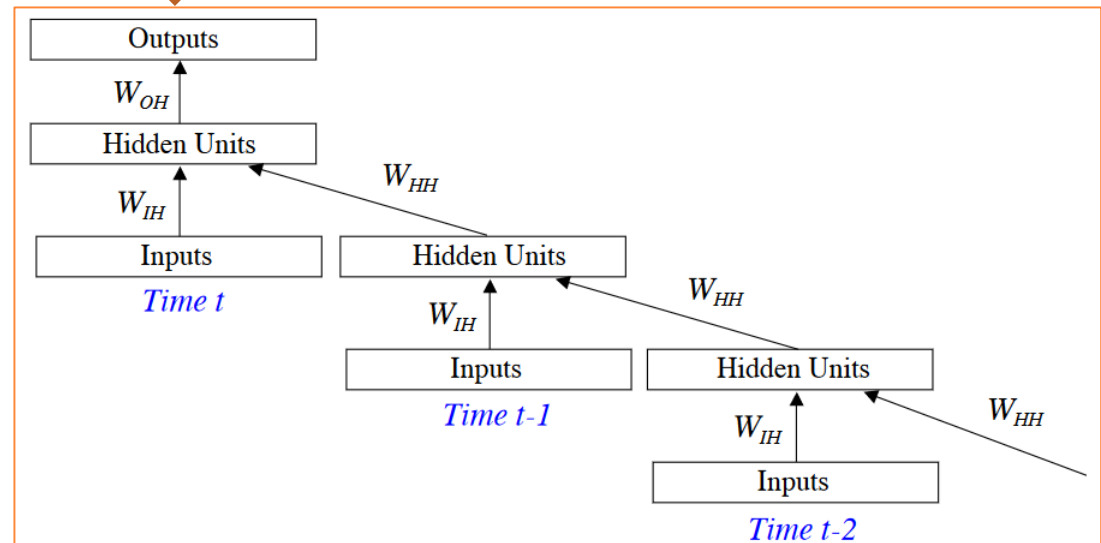 Outputs
W_OH
Hidden Units
W_HH
W_IH
Inputs
Hidden Units
Time t
W_HH
W_IH
Inputs
Hidden Units
Time t-1
W_HH
W_IH
Inputs
Time t-2